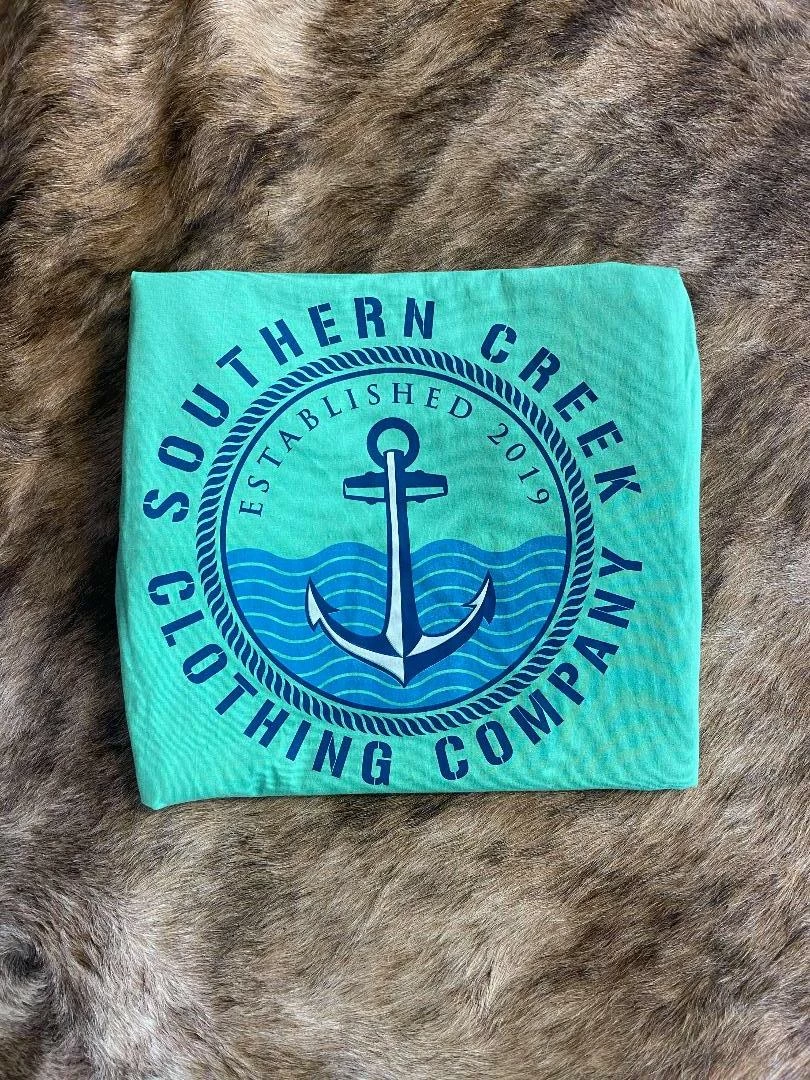 SOUTHERN CREEK
ESTABLISHED 2019
CLOTHING COMPANY